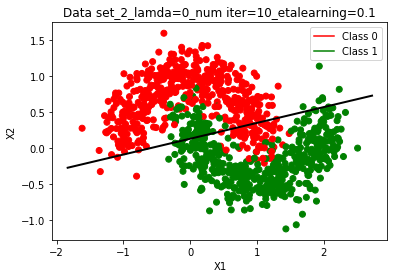 Data set_2_lamda=0_num iter=10_etalearning=0.1
Class 0
Class 1
1.5
1.0
0.5
0.0
−0.5
−1.0
X2
−2
−1
0
1
2
X1